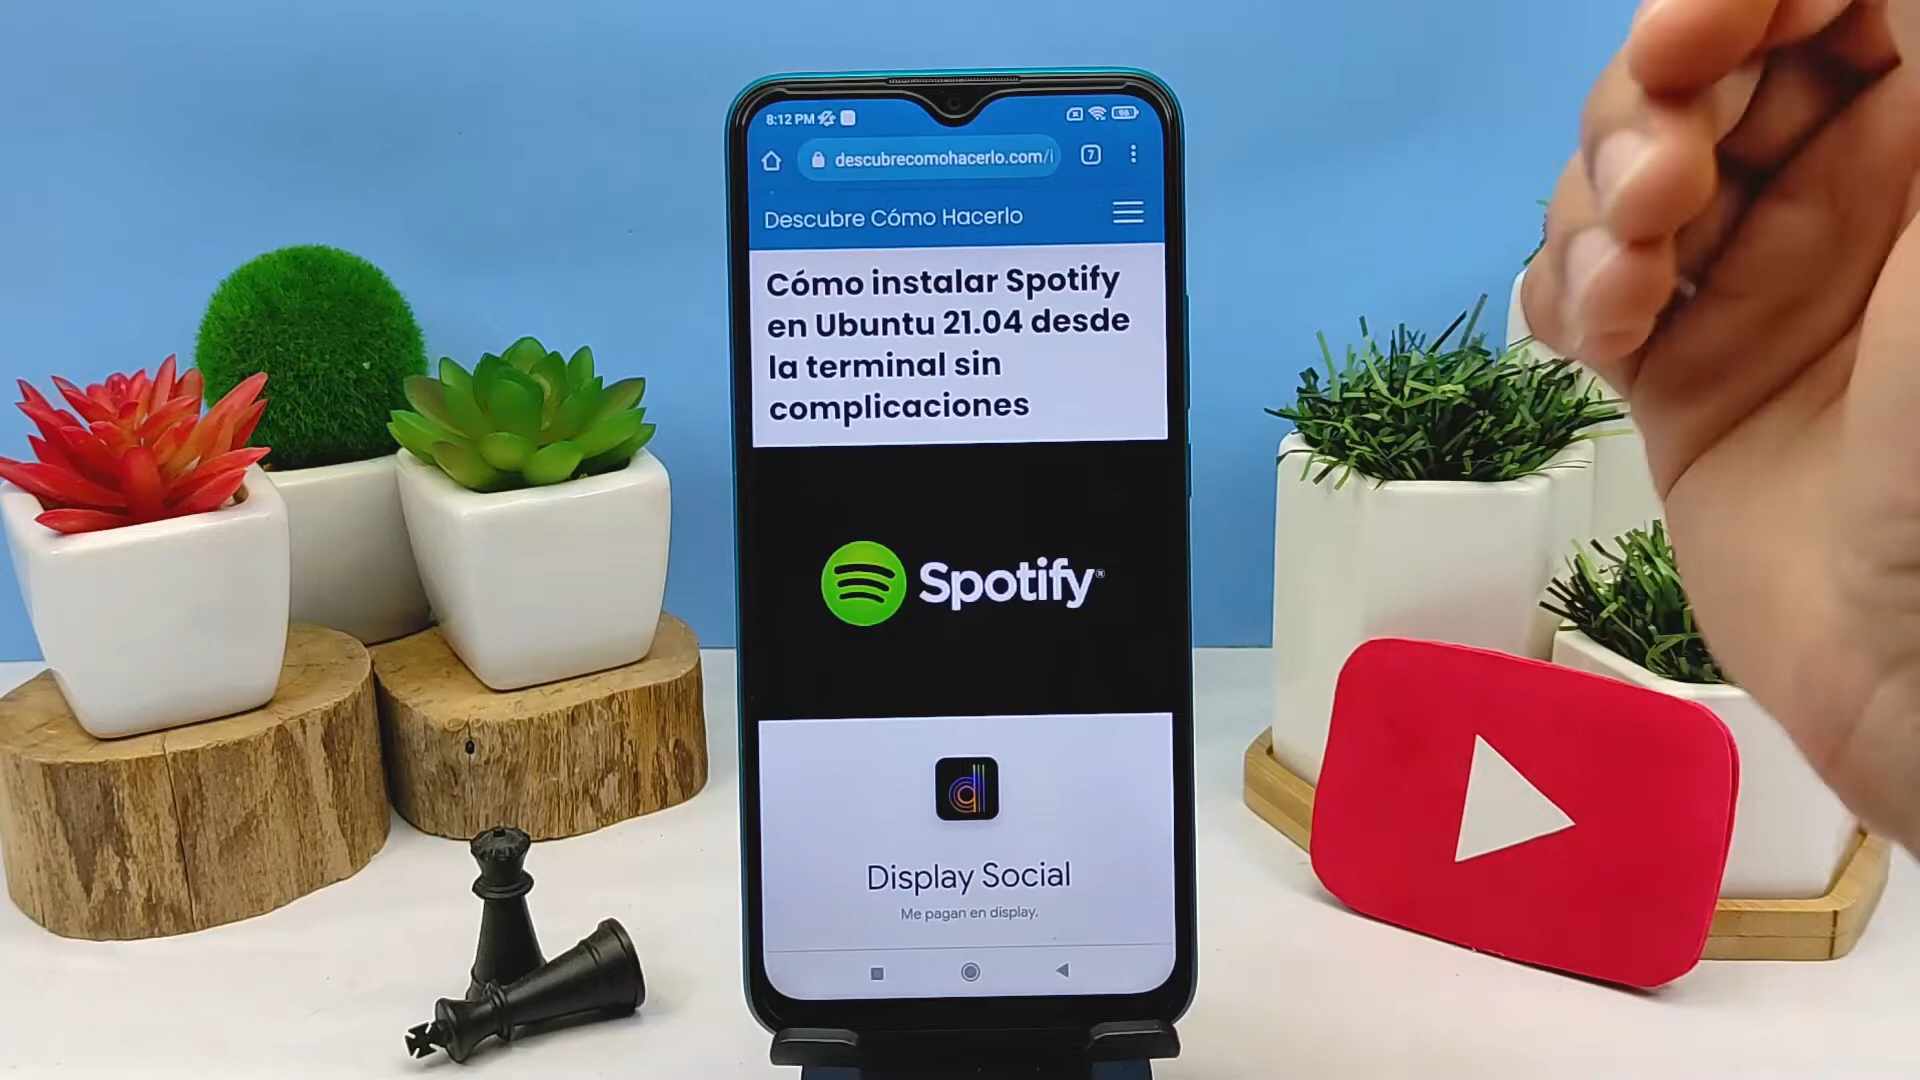 8:12 PM
96
descubrecomohacerlo.com/i
7
Descubre Cómo Hacerlo
Cómo instalar Spotify
en Ubuntu 21.04 desde
la terminal sin
complicaciones
Spotify®
d
Display Social
Me pagan en display.